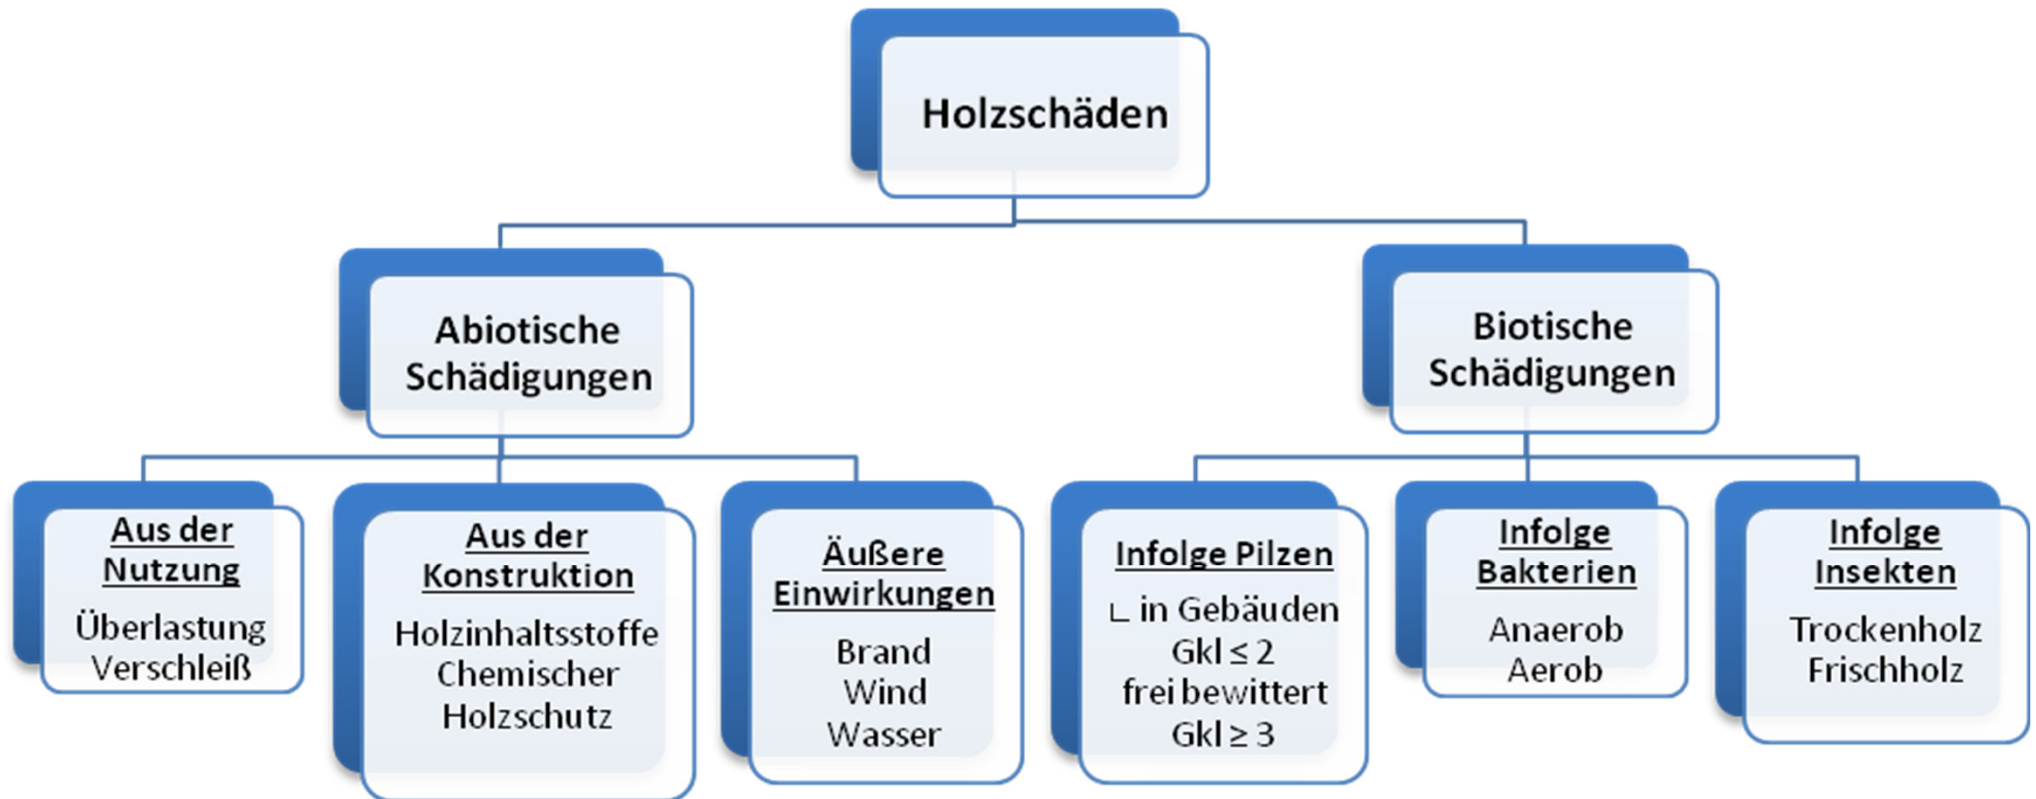 Holzschäden
Abiotische
Schädigungen
Biotische
Schädigungen
Aus der
Nutzung
Überlastung
Verschleiß
Aus der
Konstruktion
Holzinhaltsstoffe
Chemischer
Holzschutz
Äußere
Einwirkungen
Brand
Wind
Wasser
Infolge Pilzen
∟ in Gebäuden
Gkl ≤ 2
frei bewittert
Gkl ≥ 3
Infolge
Bakterien
Anaerob
Aerob
Infolge
Insekten
Trockenholz
Frischholz